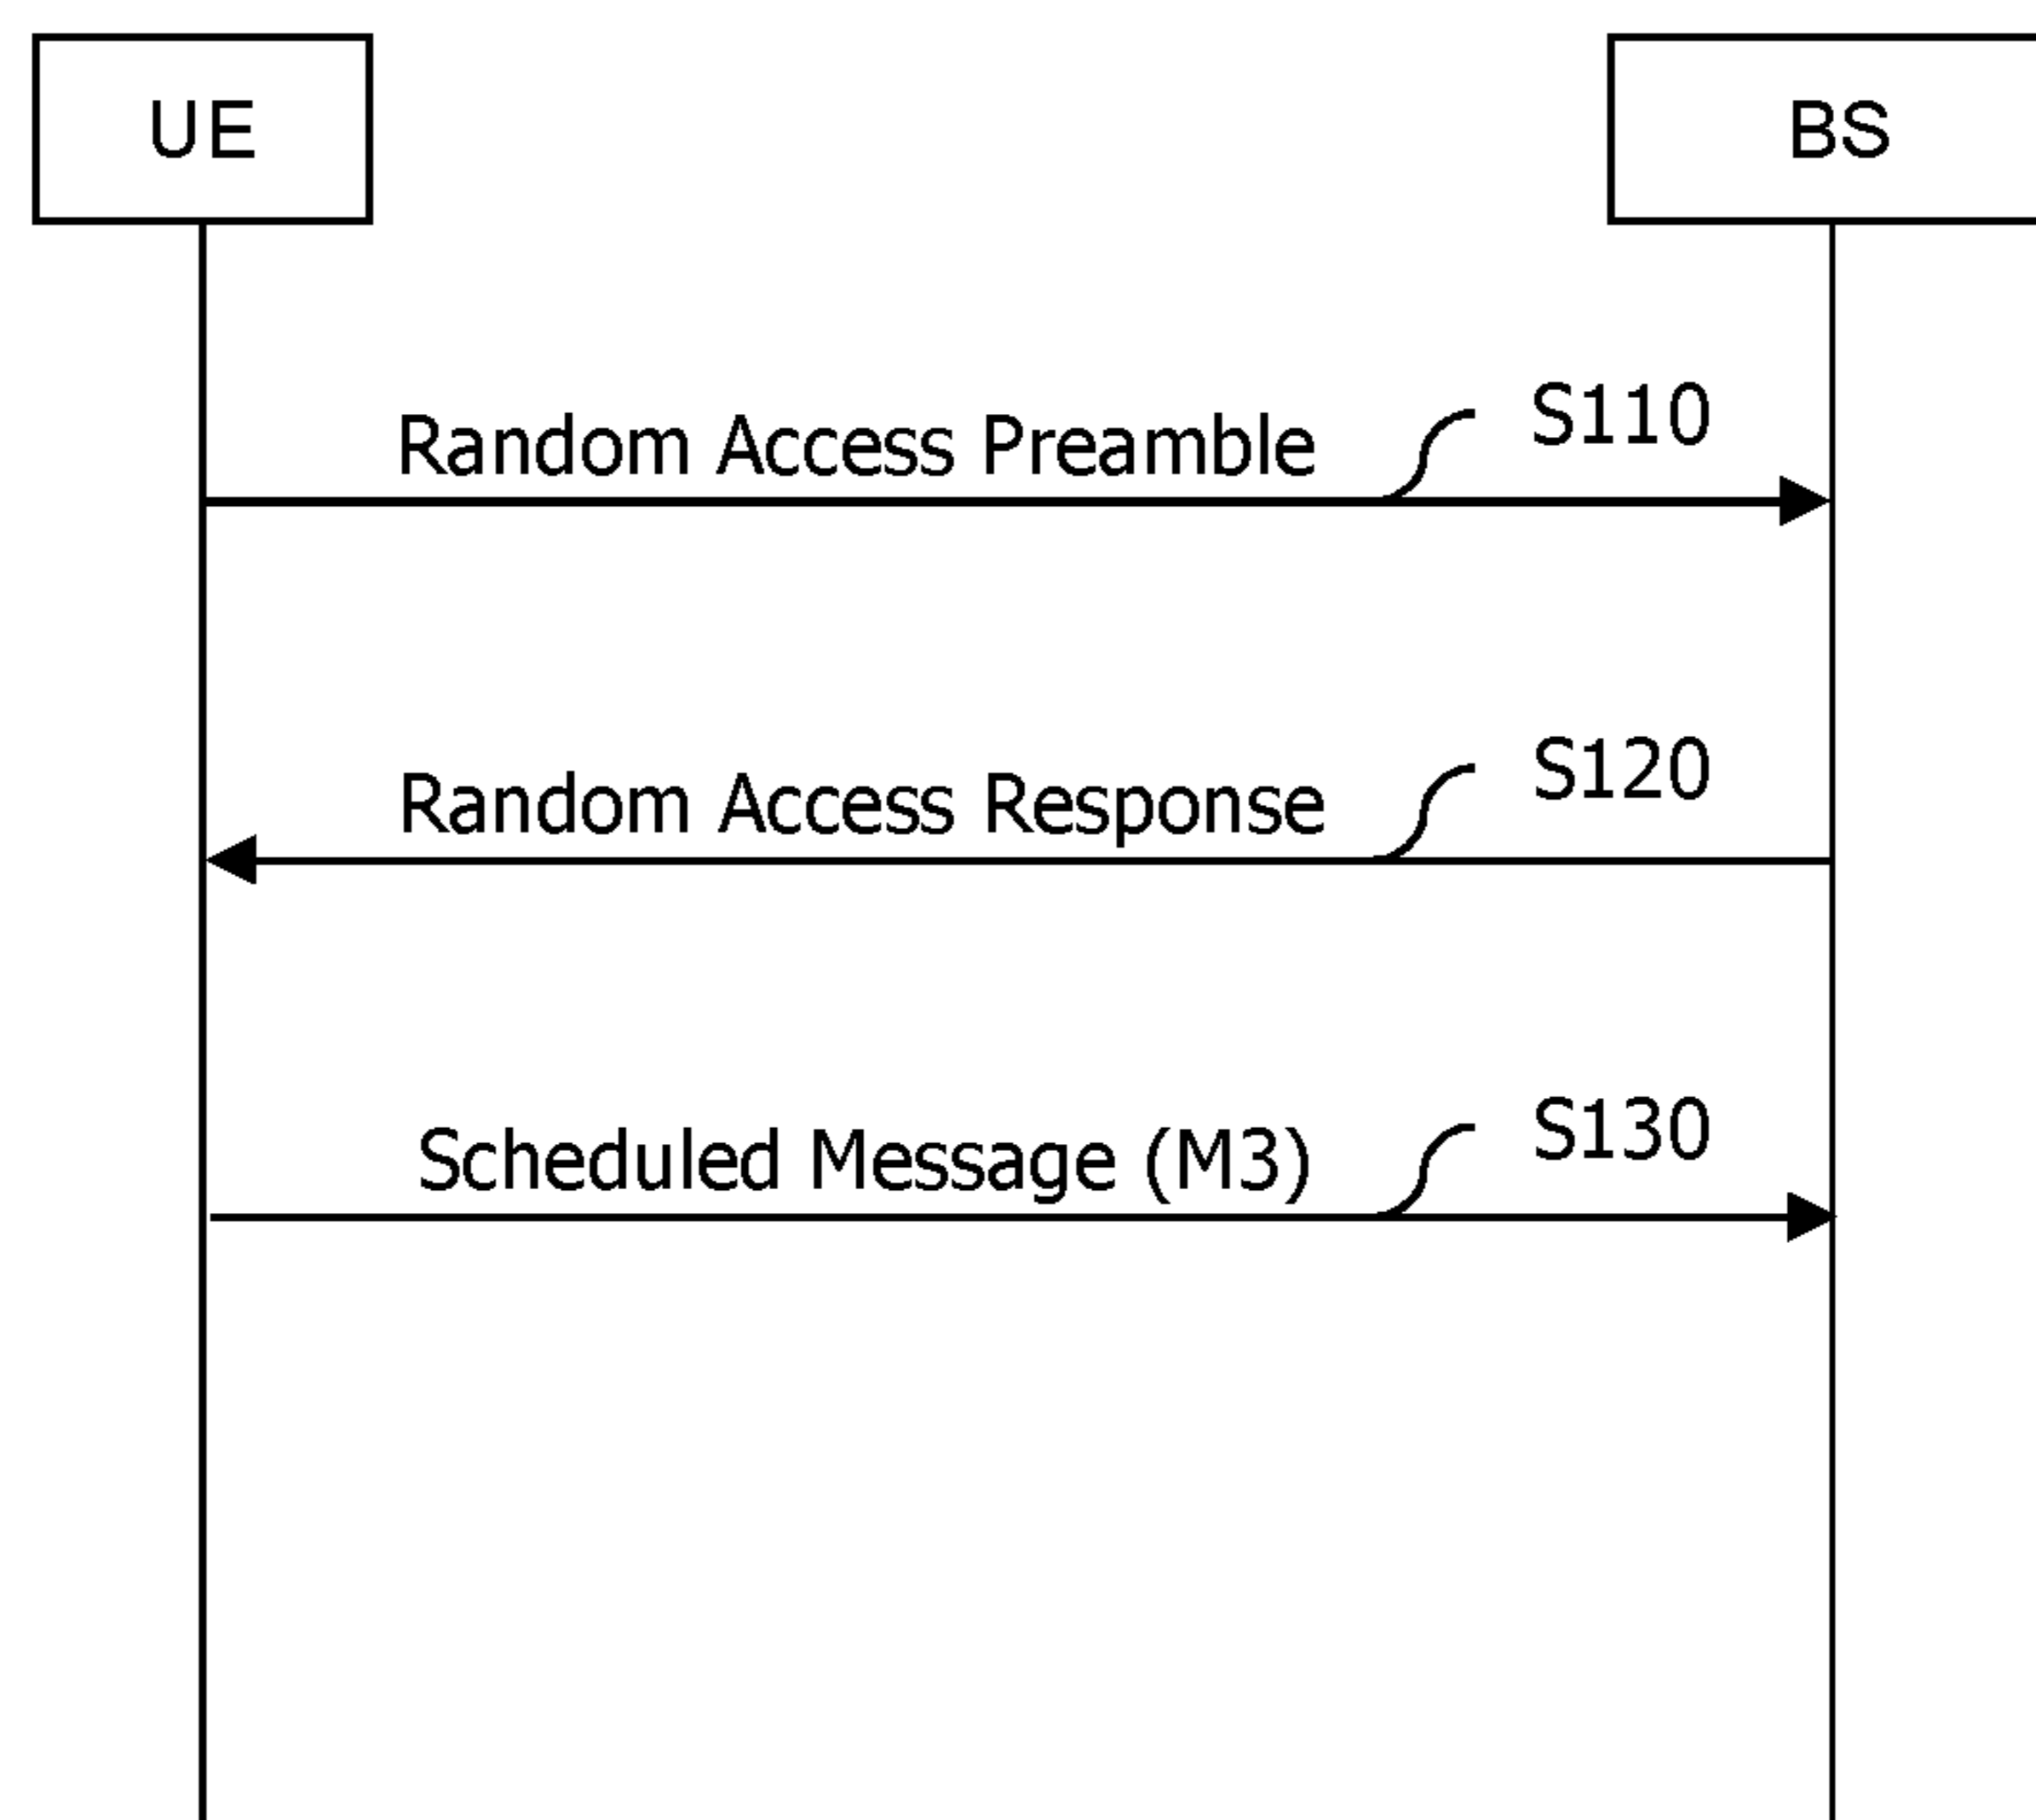 UE
BS
Random Access Preamble
S110
Random Access Response
S120
Scheduled Message (M3)
S130